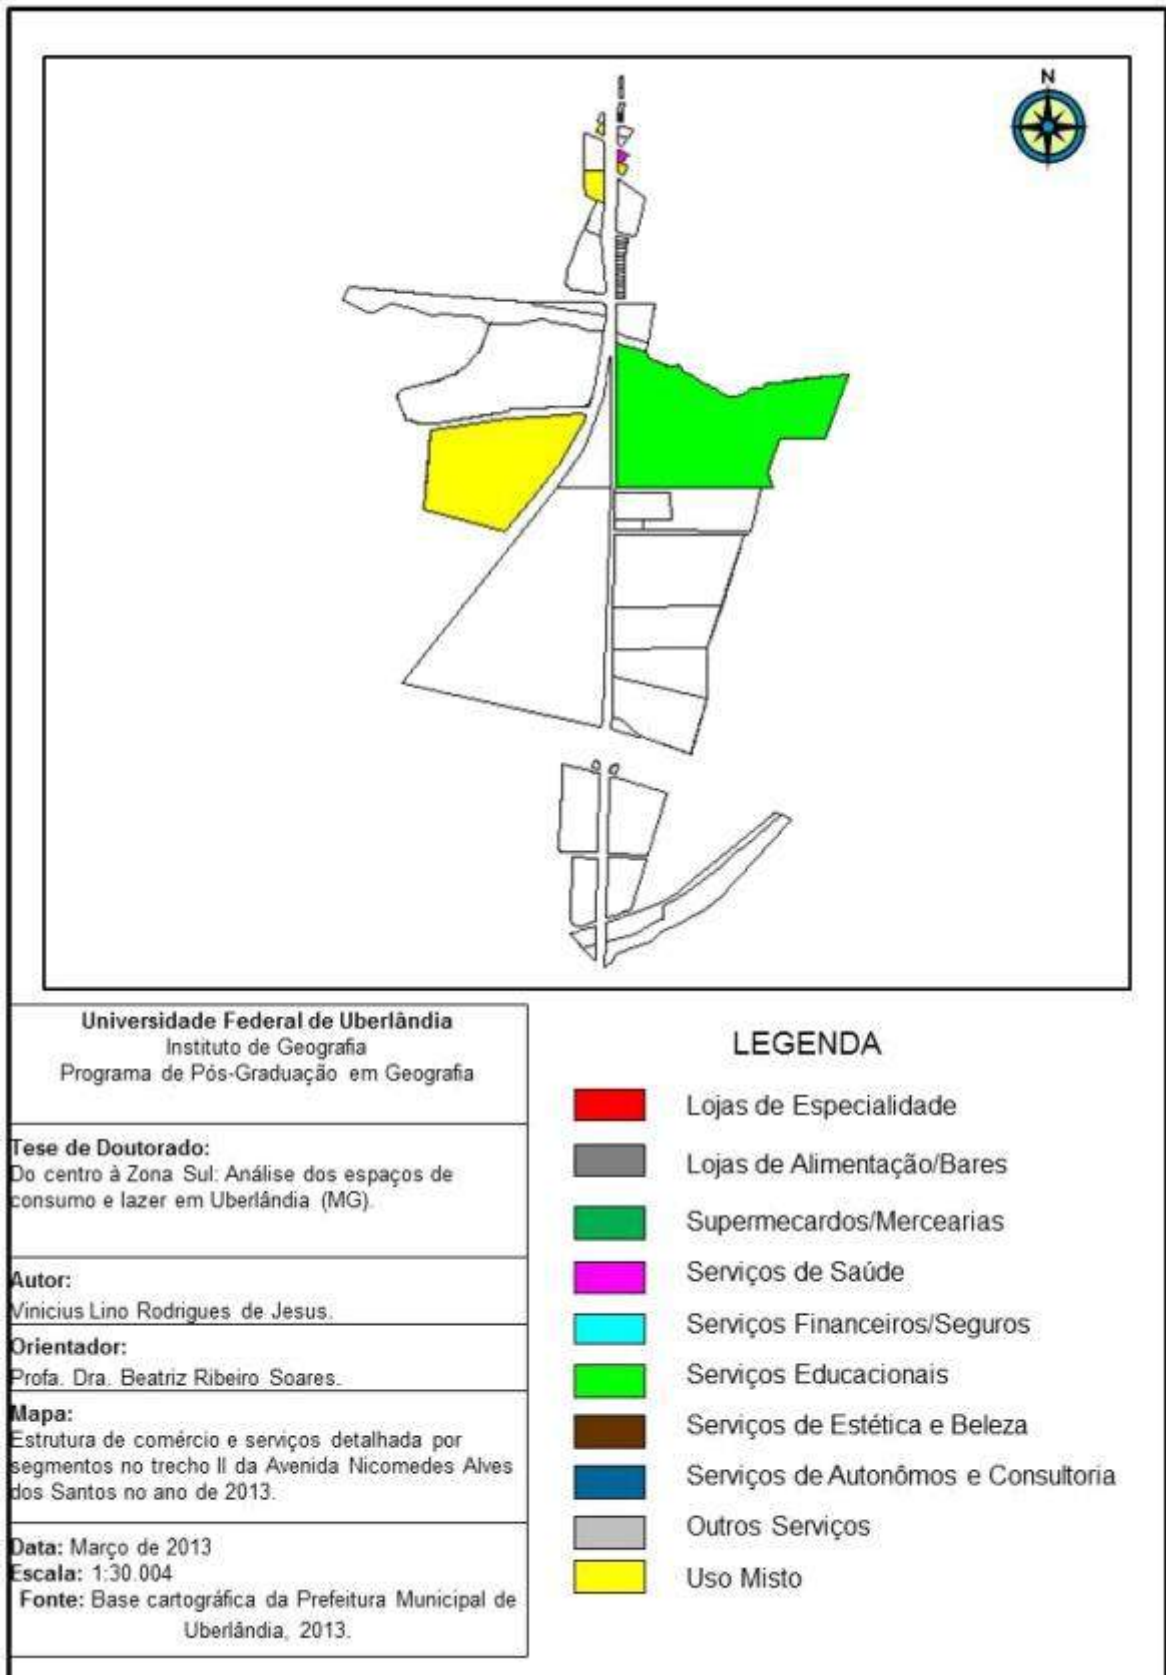 N
Universidade Federal de Uberlândia
Instituto de Geografia
Programa de Pós-Graduação em Geografia
Tese de Doutorado:
Do centro à Zona Sul: Análise dos espaços de
consumo e lazer em Uberlândia (MG).
Autor:
Vinicius Lino Rodrigues de Jesus.
Orientador:
Profa. Dra. Beatriz Ribeiro Soares.
Mapa:
Estrutura de comércio e serviços detalhada por
segmentos no trecho II da Avenida Nicomedes Alves
dos Santos no ano de 2013.
Data: Março de 2013
Escala: 1:30.004
Fonte: Base cartográfica da Prefeitura Municipal de
Uberlândia, 2013.
LEGENDA
Lojas de Especialidade
Lojas de Alimentação/Bares
Supermecardos/Mercearias
Serviços de Saúde
Serviços Financeiros/Seguros
Serviços Educacionais
Serviços de Estética e Beleza
Serviços de Autonômos e Consultoria
Outros Serviços
Uso Misto